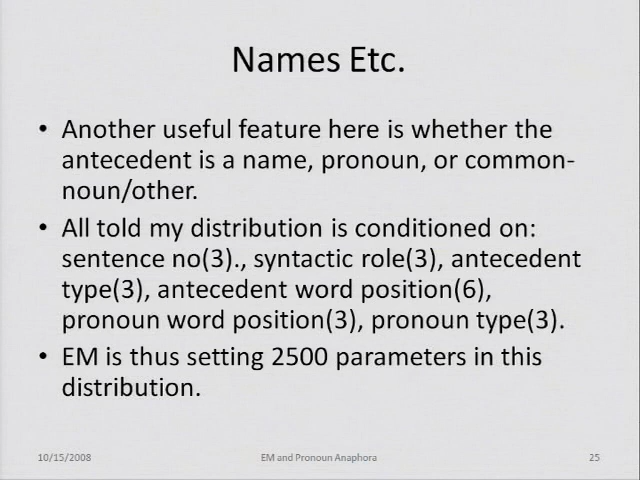 Names Etc.
• Another useful feature here is whether the
antecedent is a name, pronoun, or common-
noun/other.
• All told my distribution is conditioned on:
sentence no(3)., syntactic role(3), antecedent
type(3), antecedent word position(6),
pronoun word position(3), pronoun type(3).
• EM is thus setting 2500 parameters in this
distribution.
10/15/2008 EM and Pronoun Anaphora 25